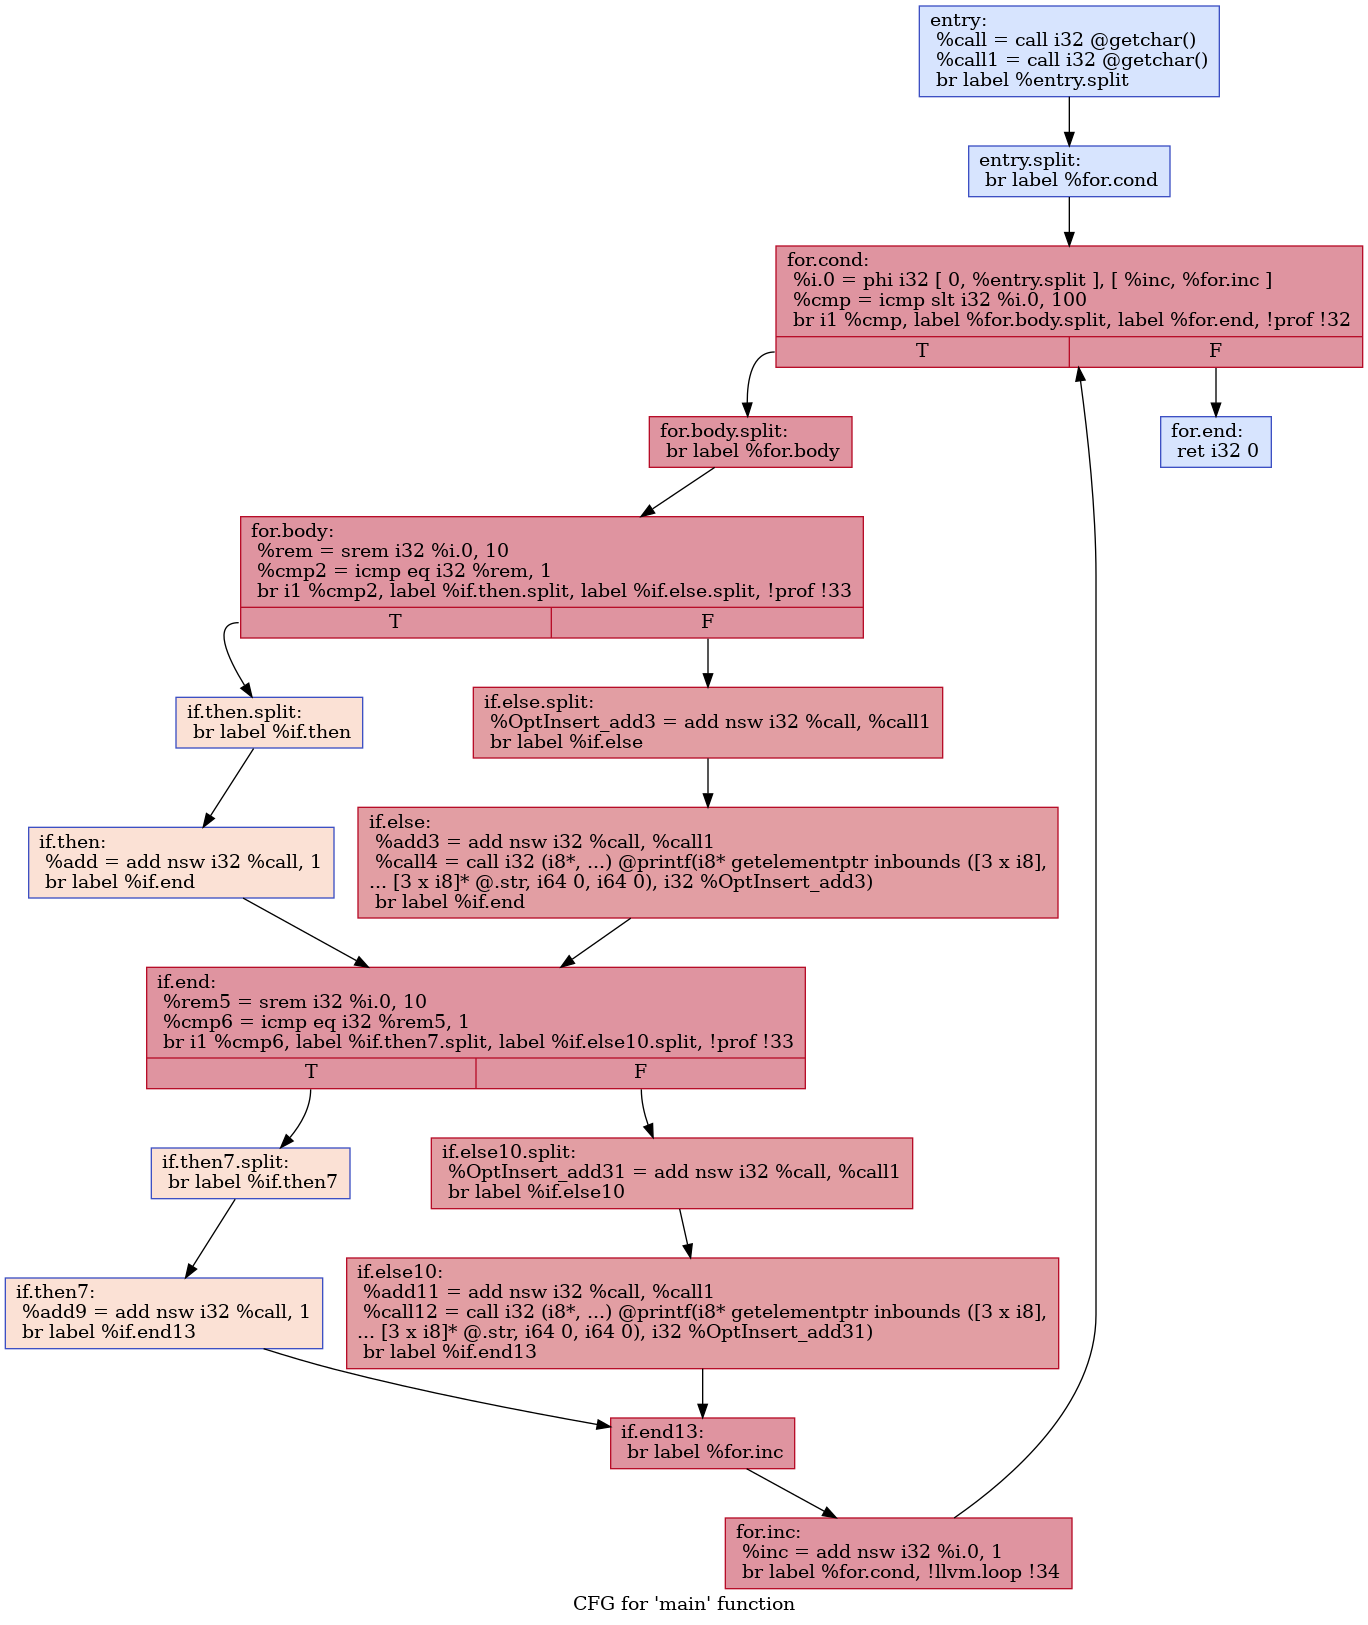 entry:
%call = call i32 @getchar()
%call1 = call i32 @getchar()
br label %entry.split
entry.split:
br label %for.cond
for.cond:
%i.0 = phi i32 [ 0, %entry.split ], [ %inc, %for.inc ]
%cmp = icmp slt i32 %i.0, 100
br i1 %cmp, label %for.body.split, label %for.end, !prof !32
T
F
for.body.split:
br label %for.body
for.end:
ret i32 0
for.body:
%rem = srem i32 %i.0, 10
%cmp2 = icmp eq i32 %rem, 1
br i1 %cmp2, label %if.then.split, label %if.else.split, !prof !33
T
F
if.then.split:
br label %if.then
if.else.split:
%OptInsert_add3 = add nsw i32 %call, %call1
br label %if.else
if.then:
%add = add nsw i32 %call, 1
br label %if.end
if.else:
%add3 = add nsw i32 %call, %call1
%call4 = call i32 (i8*, ...) @printf(i8* getelementptr inbounds ([3 x i8],
... [3 x i8]* @.str, i64 0, i64 0), i32 %OptInsert_add3)
br label %if.end
if.end:
%rem5 = srem i32 %i.0, 10
%cmp6 = icmp eq i32 %rem5, 1
br i1 %cmp6, label %if.then7.split, label %if.else10.split, !prof !33
T
F
if.then7.split:
br label %if.then7
if.else10.split:
%OptInsert_add31 = add nsw i32 %call, %call1
br label %if.else10
if.then7:
%add9 = add nsw i32 %call, 1
br label %if.end13
if.else10:
%add11 = add nsw i32 %call, %call1
%call12 = call i32 (i8*, ...) @printf(i8* getelementptr inbounds ([3 x i8],
... [3 x i8]* @.str, i64 0, i64 0), i32 %OptInsert_add31)
br label %if.end13
if.end13:
br label %for.inc
for.inc:
%inc = add nsw i32 %i.0, 1
br label %for.cond, !llvm.loop !34
CFG for 'main' function